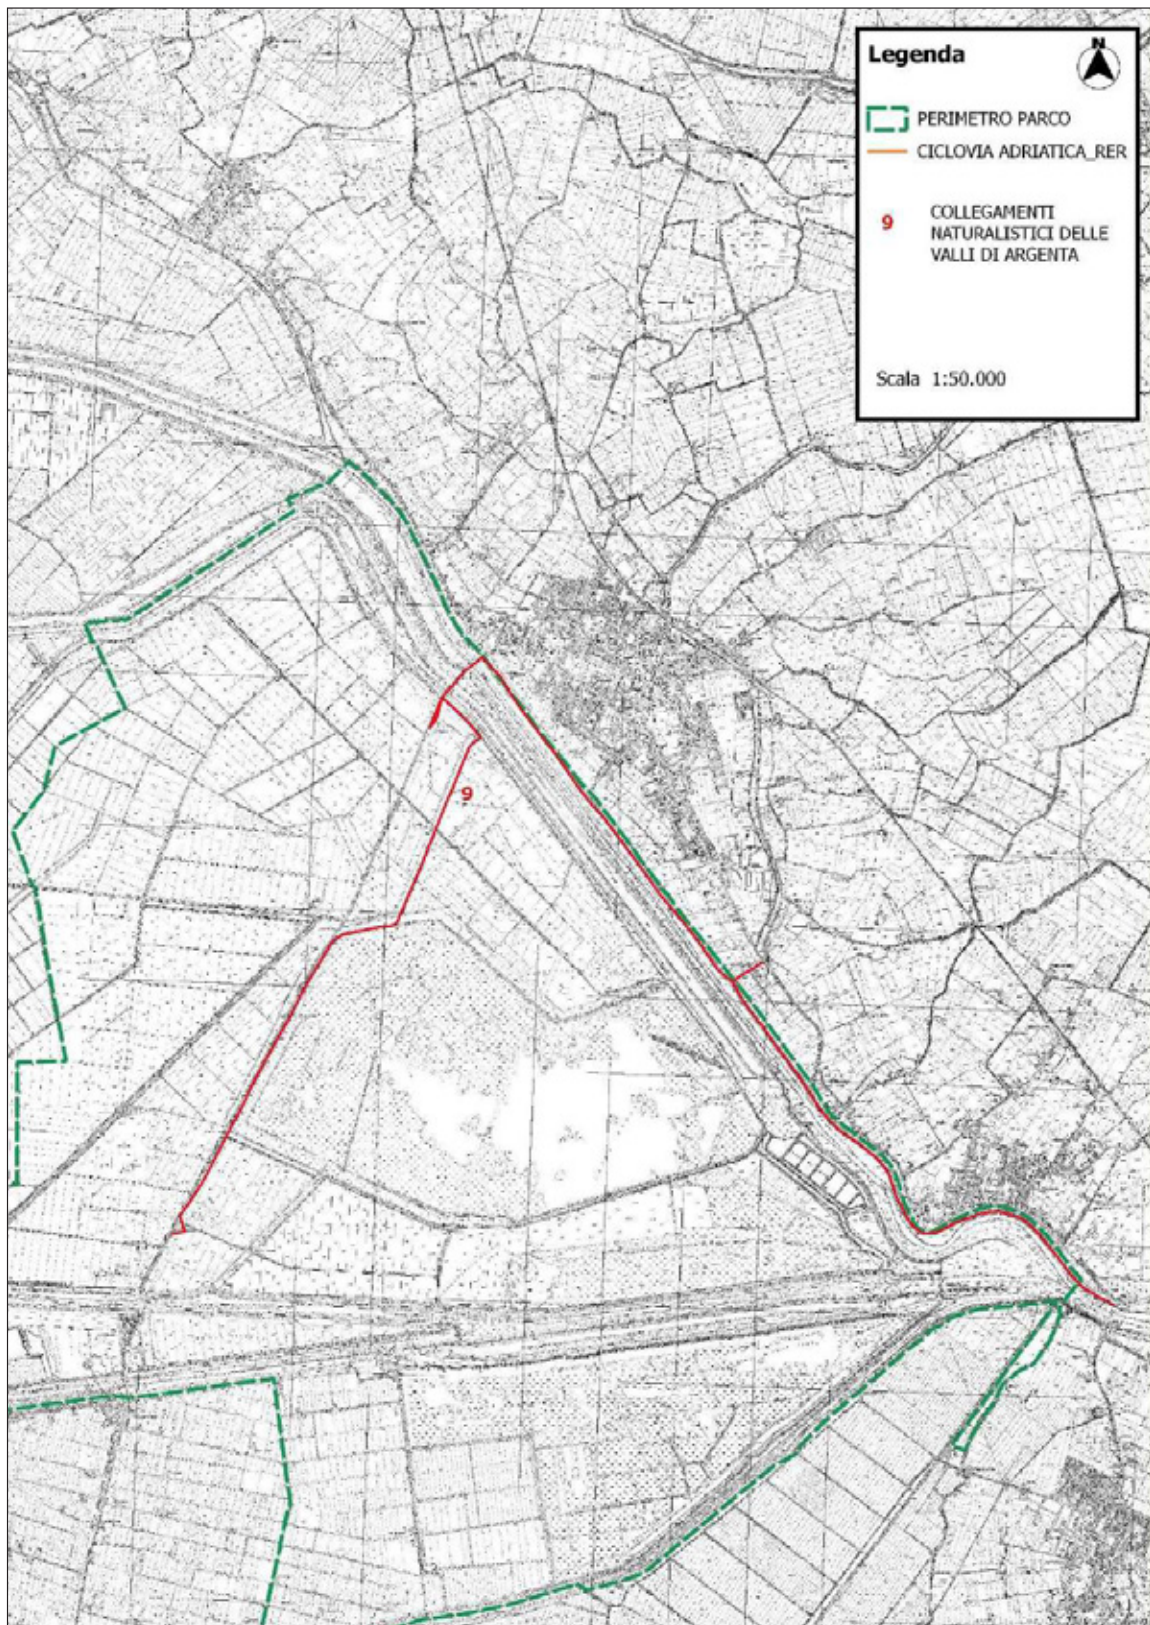 Legenda
N
PERIMETRO PARCO
CICLOVIA ADRIATICA_RER
9 COLLEGAMENTI
NATURALISTICI DELLE
VALLI DI ARGENTA
Scala 1:50.000
9